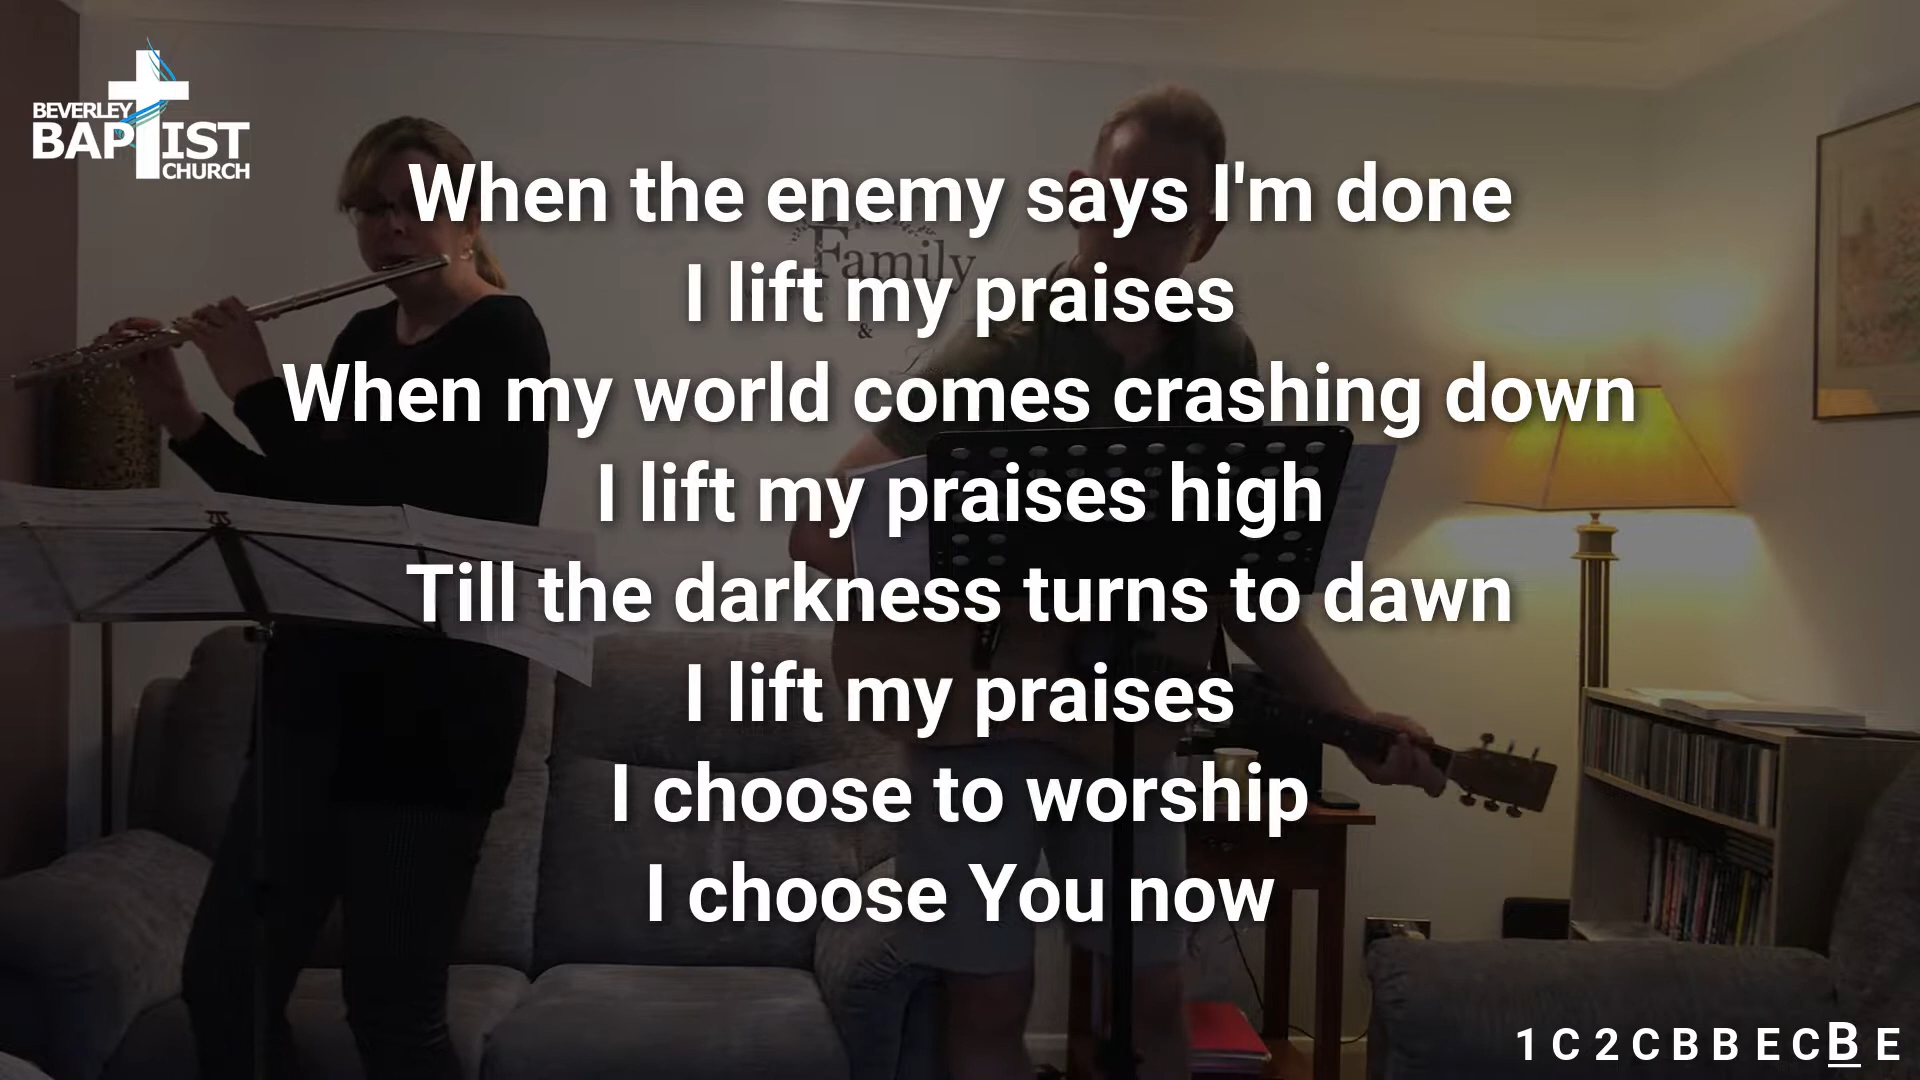 BEVERLEY
BAPTIST
CHURCH
When the enemy says I'm done
Family
I lift my praises
&
When my world comes crashing down
I lift my praises high
Till the darkness turns to dawn
I lift my praises
I choose to worship
I choose You now
1 C 2 C B B E C B E